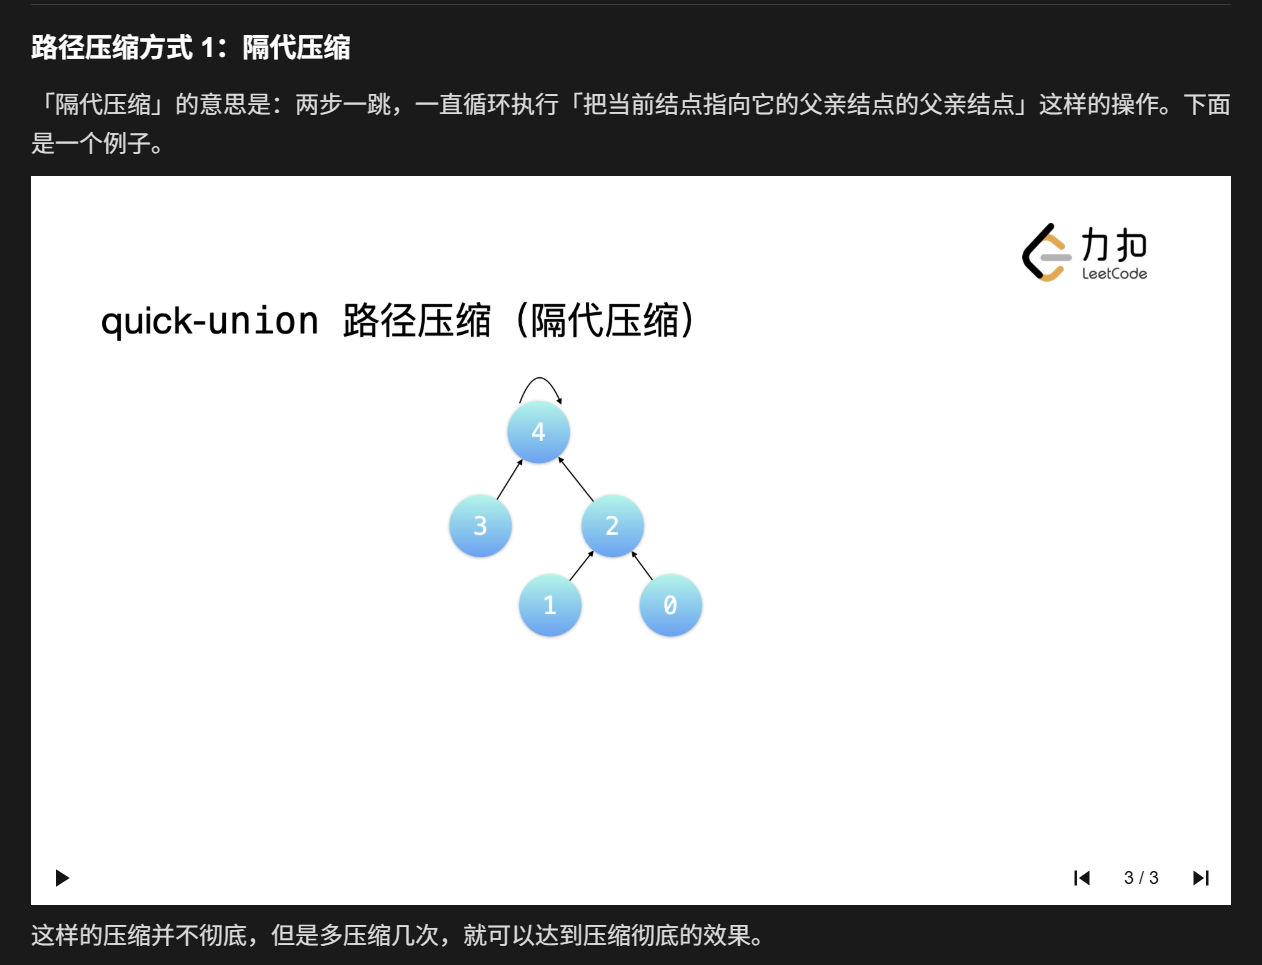 路径压缩方式 1：隔代压缩
「隔代压缩」的意思是：两步一跳，一直循环执行「把当前结点指向它的父亲结点的父亲结点」这样的操作。下面
是一个例子。
力扣
LeetCode
quick-union 路径压缩（隔代压缩）
4
3
2
1
0
3 / 3
这样的压缩并不彻底，但是多压缩几次，就可以达到压缩彻底的效果。